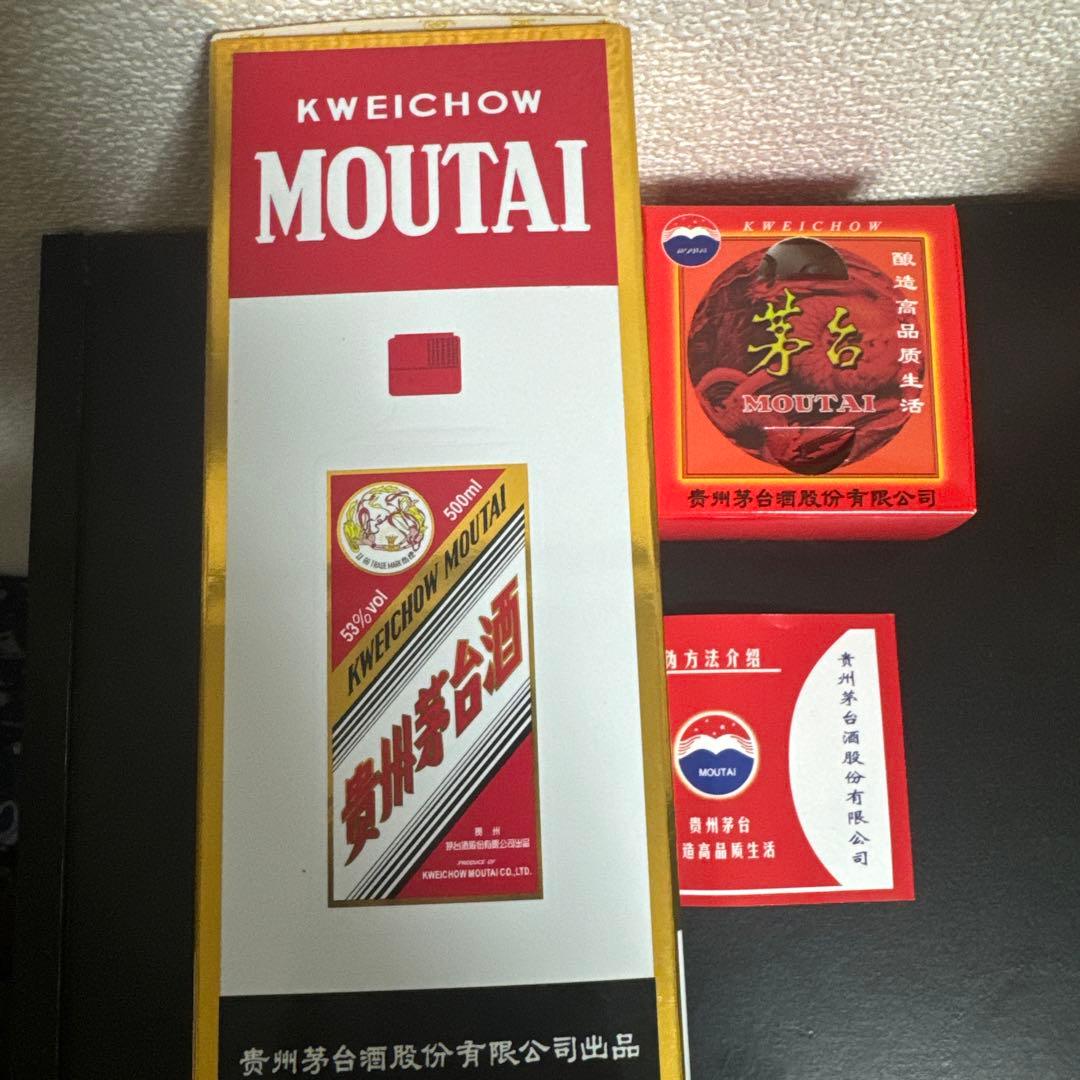 KWEICHOW
MOUTAI
500ml
53%vol
KWEICHOW MOUTAI
貴州茅台酒
TRADE MARK
贵州
PRODUCE OF
KWEICHOW MOUTAI CO.,LTD.
贵州茅台酒股份有限公司出品
KWEICHOW
茅台
MOUTAI
酿造高品质生活
贵州茅台酒股份有限公司
伪方法介绍
MOUTAI
贵州茅台
造高品质生活
贵州茅台酒股份有限公司